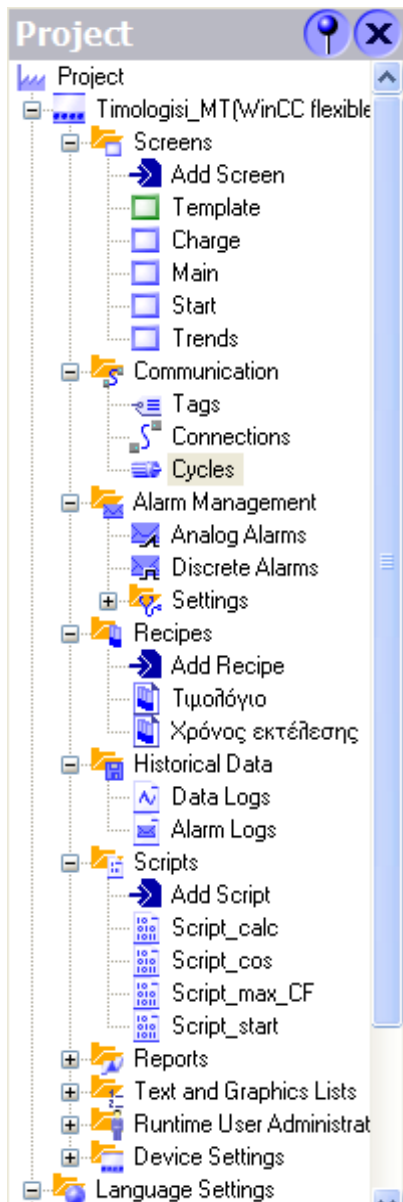 Project
Project
Timologisi_MT(WinCC flexible
Screens
Add Screen
Template
Charge
Main
Start
Trends
Communication
Tags
Connections
Cycles
Alarm Management
Analog Alarms
Discrete Alarms
Settings
Recipes
Add Recipe
Τιμολόγιο
Χρόνος εκτέλεσης
Historical Data
Data Logs
Alarm Logs
Scripts
Add Script
Script_calc
Script_cos
Script_max_CF
Script_start
Reports
Text and Graphics Lists
Runtime User Administrat
Device Settings
Language Settings